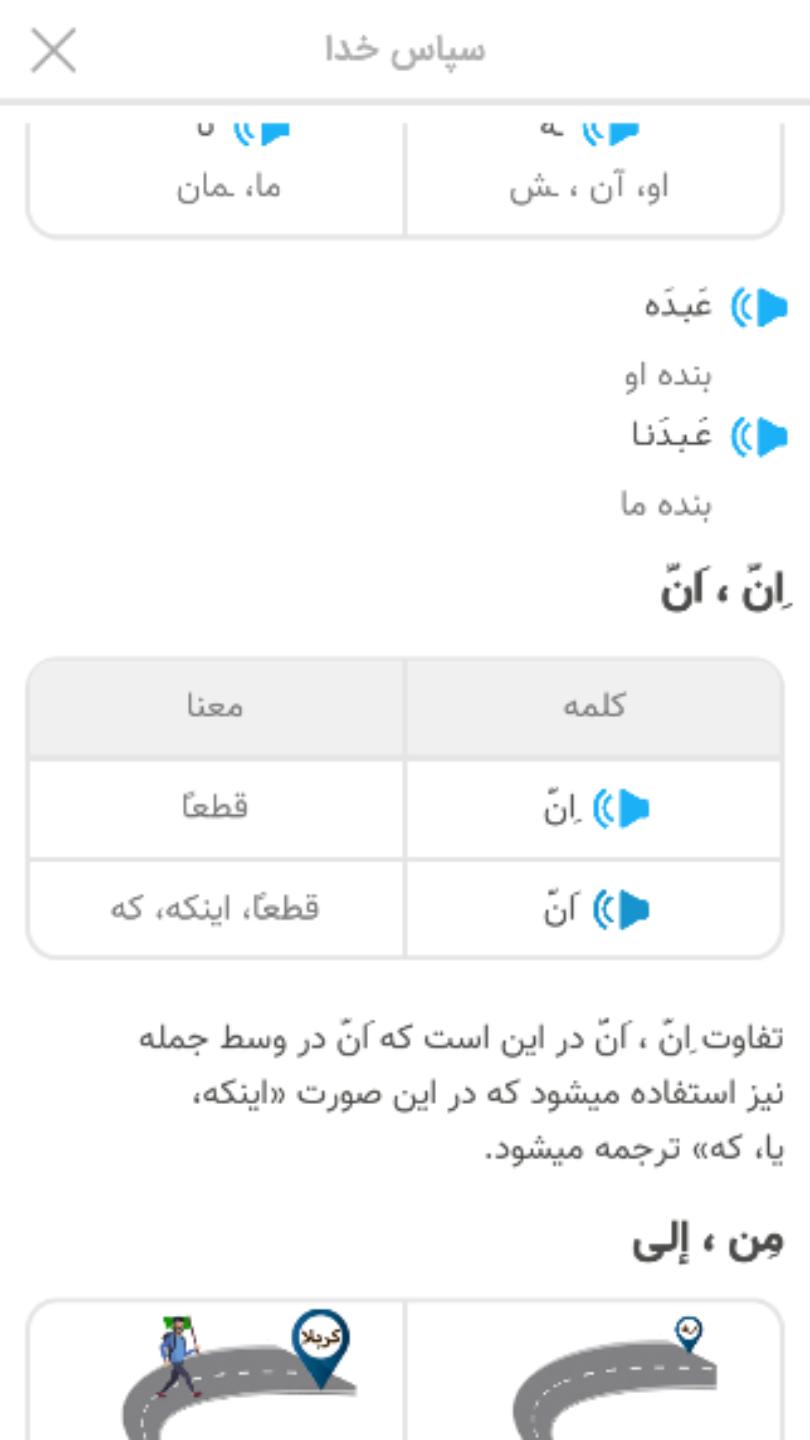 سپاس خدا
ـه
او، آن ، ـش
ما، ـمان
عَبدَه
بنده او
عَبدَنا
بنده ما
اِنّ ، اَنّ
کلمه
معنا
اِنّ
قطعاً
اَنّ
قطعاً، اینکه، که
تفاوت اِنّ ، اَنّ در این است که اَنّ در وسط جمله
نیز استفاده میشود که در این صورت «اینکه،
یا، که» ترجمه میشود.
مِن ، إلی
کربلا